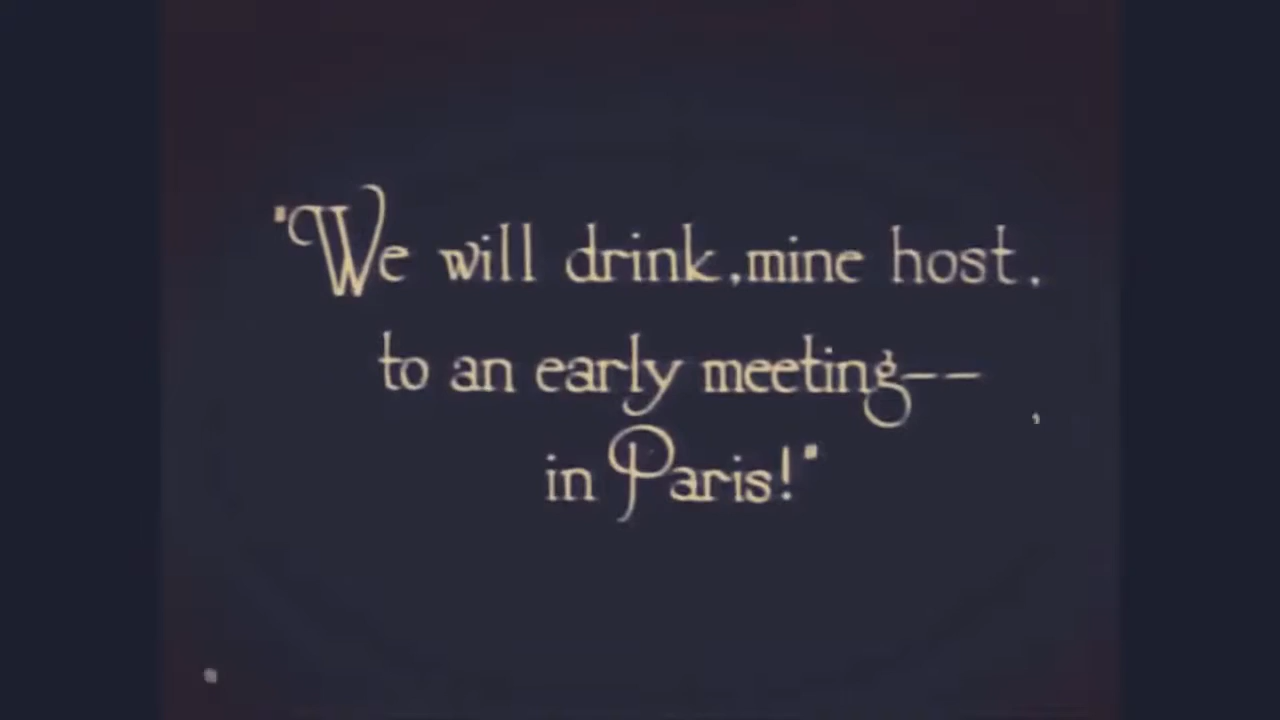 "We will drink, mine host,
to an early meeting--
in Paris!"